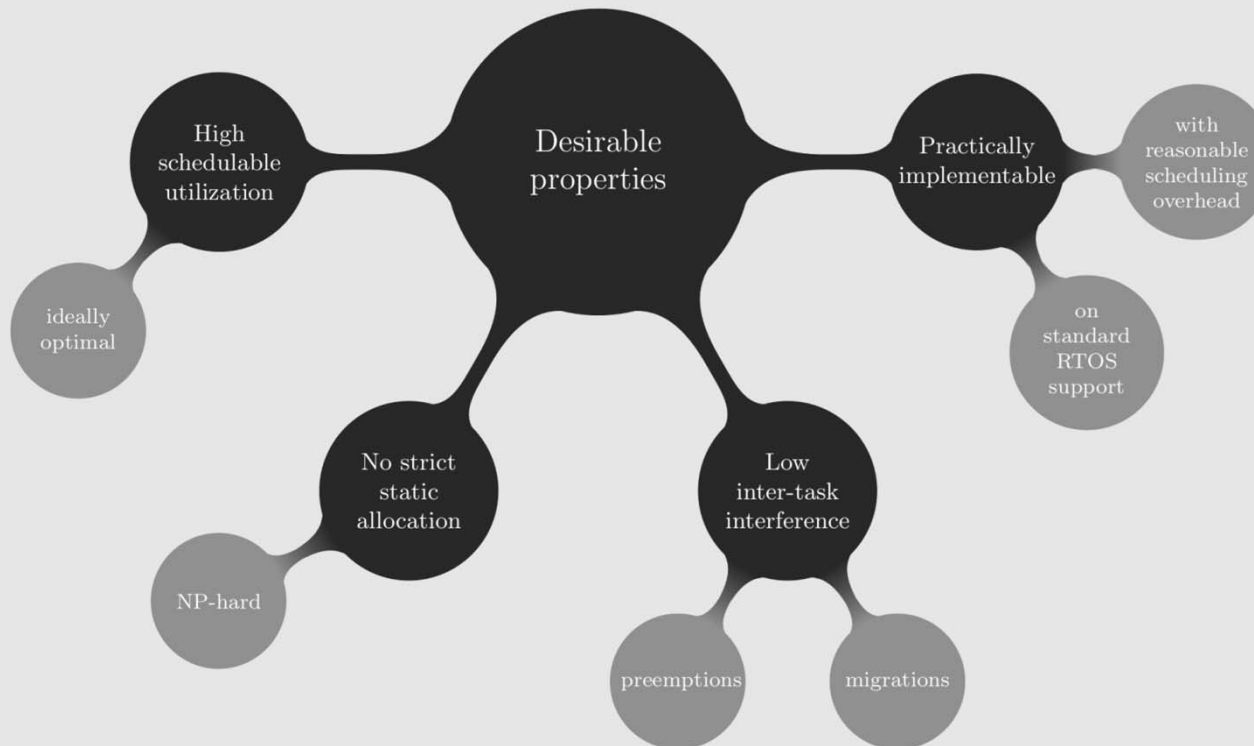 Desirable
properties
High
schedulable
utilization
ideally
optimal
No strict
static
allocation
NP-hard
Low
inter-task
interference
preemptions
migrations
Practically
implementable
on
standard
RTOS
support
with
reasonable
scheduling
overhead